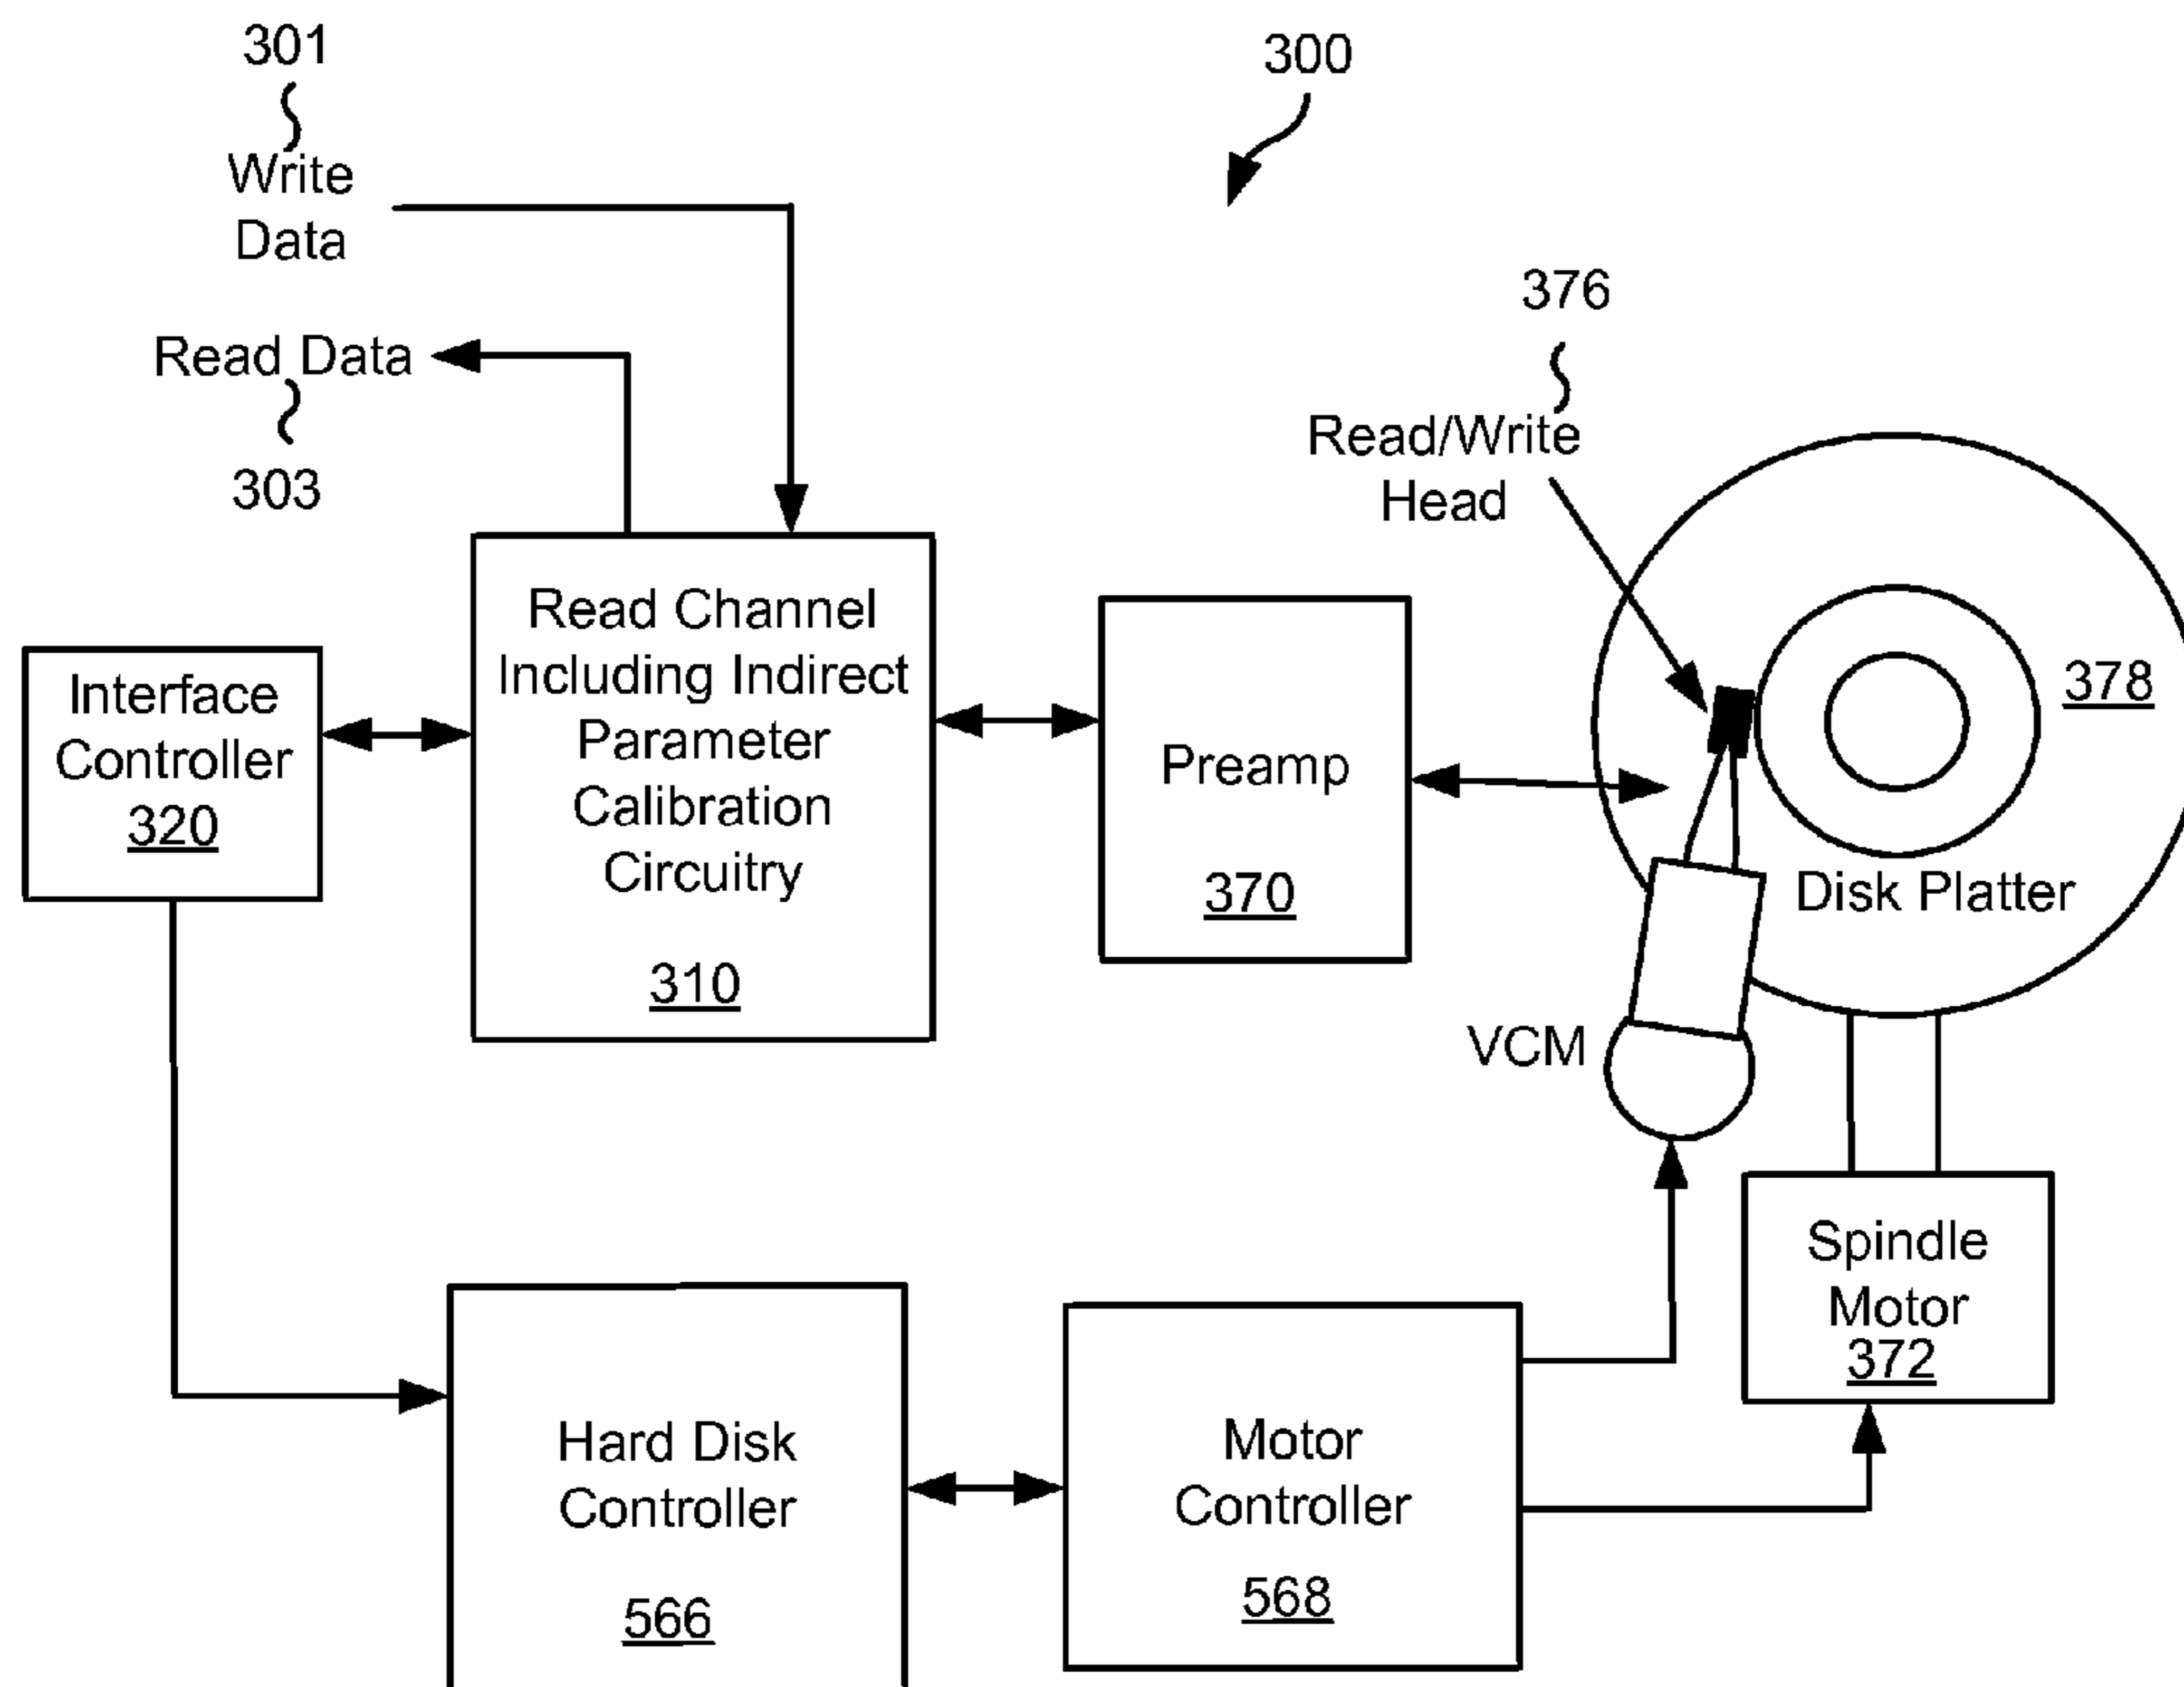 301
Write
Data
300
Read Data
303
376
Read/Write
Head
Read Channel
Including Indirect
Parameter
Calibration
Circuitry
310
Interface
Controller
320
Preamp
370
378
Disk Platter
VCM
Spindle
Motor
372
Hard Disk
Controller
566
Motor
Controller
568